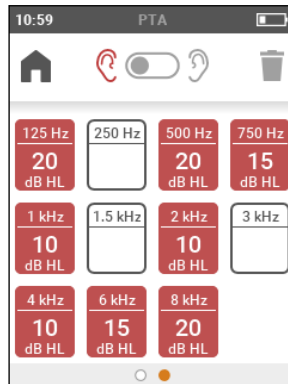 10:59 PTA
125 Hz 250 Hz 500 Hz 750 Hz
20 20 15
dB HL dB HL dB HL
1 kHz 1.5 kHz 2 kHz 3 kHz
10 10
dB HL dB HL
4 kHz 6 kHz 8 kHz
10 15 20
dB HL dB HL dB HL